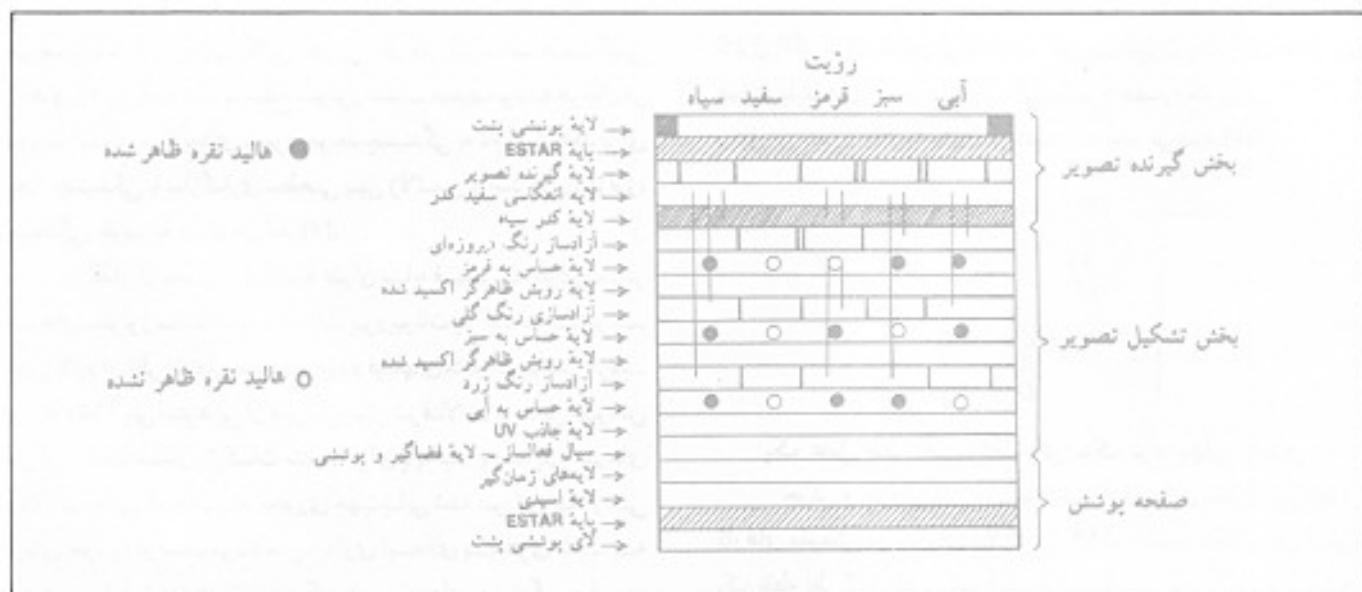 رؤیت
آبی سبز قرمز سفید سیاه
بخش گیرنده تصویر
بخش تشکیل تصویر
صفحه پوشش
لایهٔ پوششی پشت
پایهٔ ESTAR
لایهٔ گیرنده تصویر
لایهٔ انعکاسی سفید کدر
لایهٔ کدر سیاه
آزادساز رنگ فیروزه‌ای
لایهٔ حساس به قرمز
لایهٔ روبش ظاهرگر اکسید شده
آزادسازی رنگ گلی
لایهٔ حساس به سبز
لایهٔ روبش ظاهرگر اکسید شده
آزادساز رنگ زرد
لایهٔ حساس به آبی
لایهٔ جاذب UV
سیال فعالساز - لایهٔ فضاگیر و پوششی
لایه‌های زمان‌گیر
لایهٔ اسیدی
پایهٔ ESTAR
لای پوششی پشت
هالید نقره ظاهر شده
هالید نقره ظاهر نشده